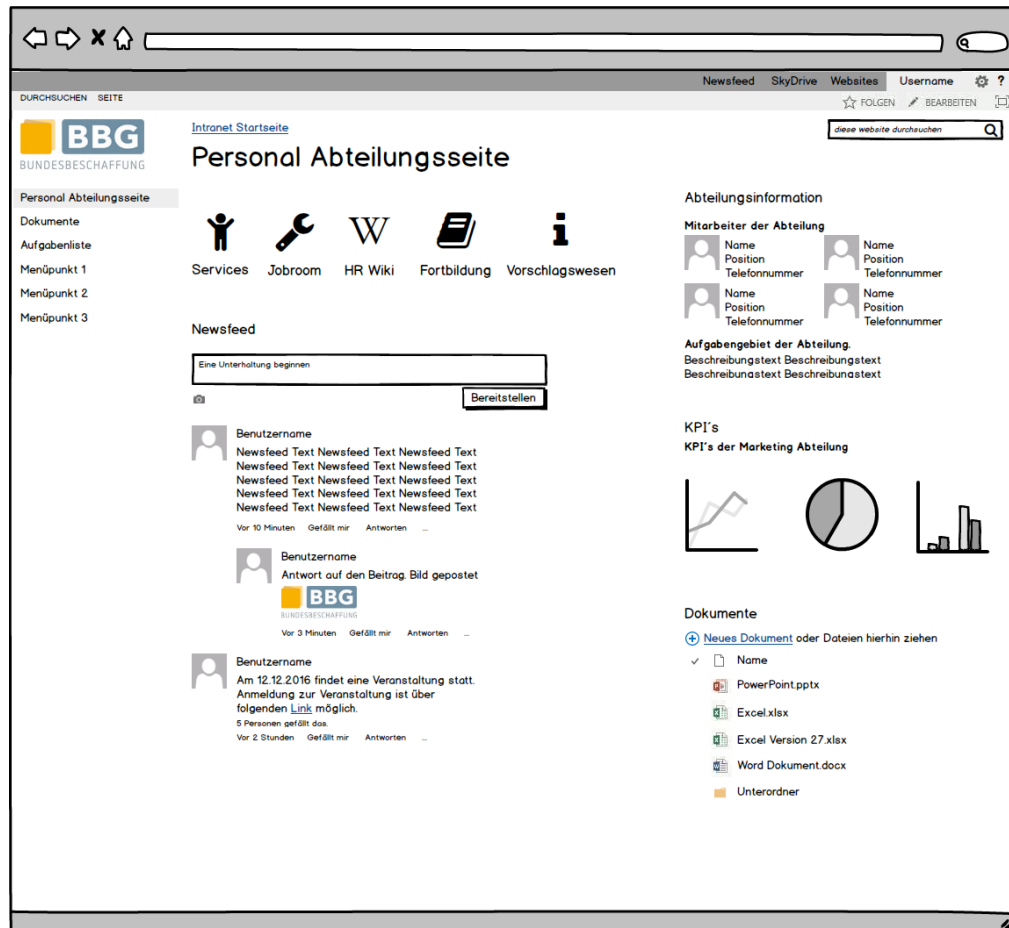 Newsfeed SkyDrive Websites Username ?
DURCHSUCHEN SEITE
FOLGEN BEARBEITEN
BBG
BUNDESBESCHAFFUNG
Intranet Startseite
diese website durchsuchen
Personal Abteilungsseite
Personal Abteilungsseite
Dokumente
Aufgabenliste
Menüpunkt 1
Menüpunkt 2
Menüpunkt 3
W
Services Jobroom HR Wiki Fortbildung Vorschlagswesen
Newsfeed
Eine Unterhaltung beginnen
Bereitstellen
Benutzername
Newsfeed Text Newsfeed Text Newsfeed Text
Newsfeed Text Newsfeed Text Newsfeed Text
Newsfeed Text Newsfeed Text Newsfeed Text
Newsfeed Text Newsfeed Text Newsfeed Text
Newsfeed Text Newsfeed Text Newsfeed Text
Vor 10 Minuten Gefällt mir Antworten ...
Benutzername
Antwort auf den Beitrag. Bild gepostet
BBG
BUNDESBESCHAFFUNG
Vor 3 Minuten Gefällt mir Antworten ...
Benutzername
Am 12.12.2016 findet eine Veranstaltung statt.
Anmeldung zur Veranstaltung ist über
folgenden Link möglich.
5 Personen gefällt das.
Vor 2 Stunden Gefällt mir Antworten ...
Abteilungsinformation
Mitarbeiter der Abteilung
Name
Position
Telefonnummer
Name
Position
Telefonnummer
Name
Position
Telefonnummer
Name
Position
Telefonnummer
Aufgabengebiet der Abteilung.
Beschreibungstext Beschreibungstext
Beschreibungstext Beschreibungstext
KPI's
KPI's der Marketing Abteilung
Dokumente
Neues Dokument oder Dateien hierhin ziehen
Name
PowerPoint.pptx
Excel.xlsx
Excel Version 27.xlsx
Word Dokument.docx
Unterordner